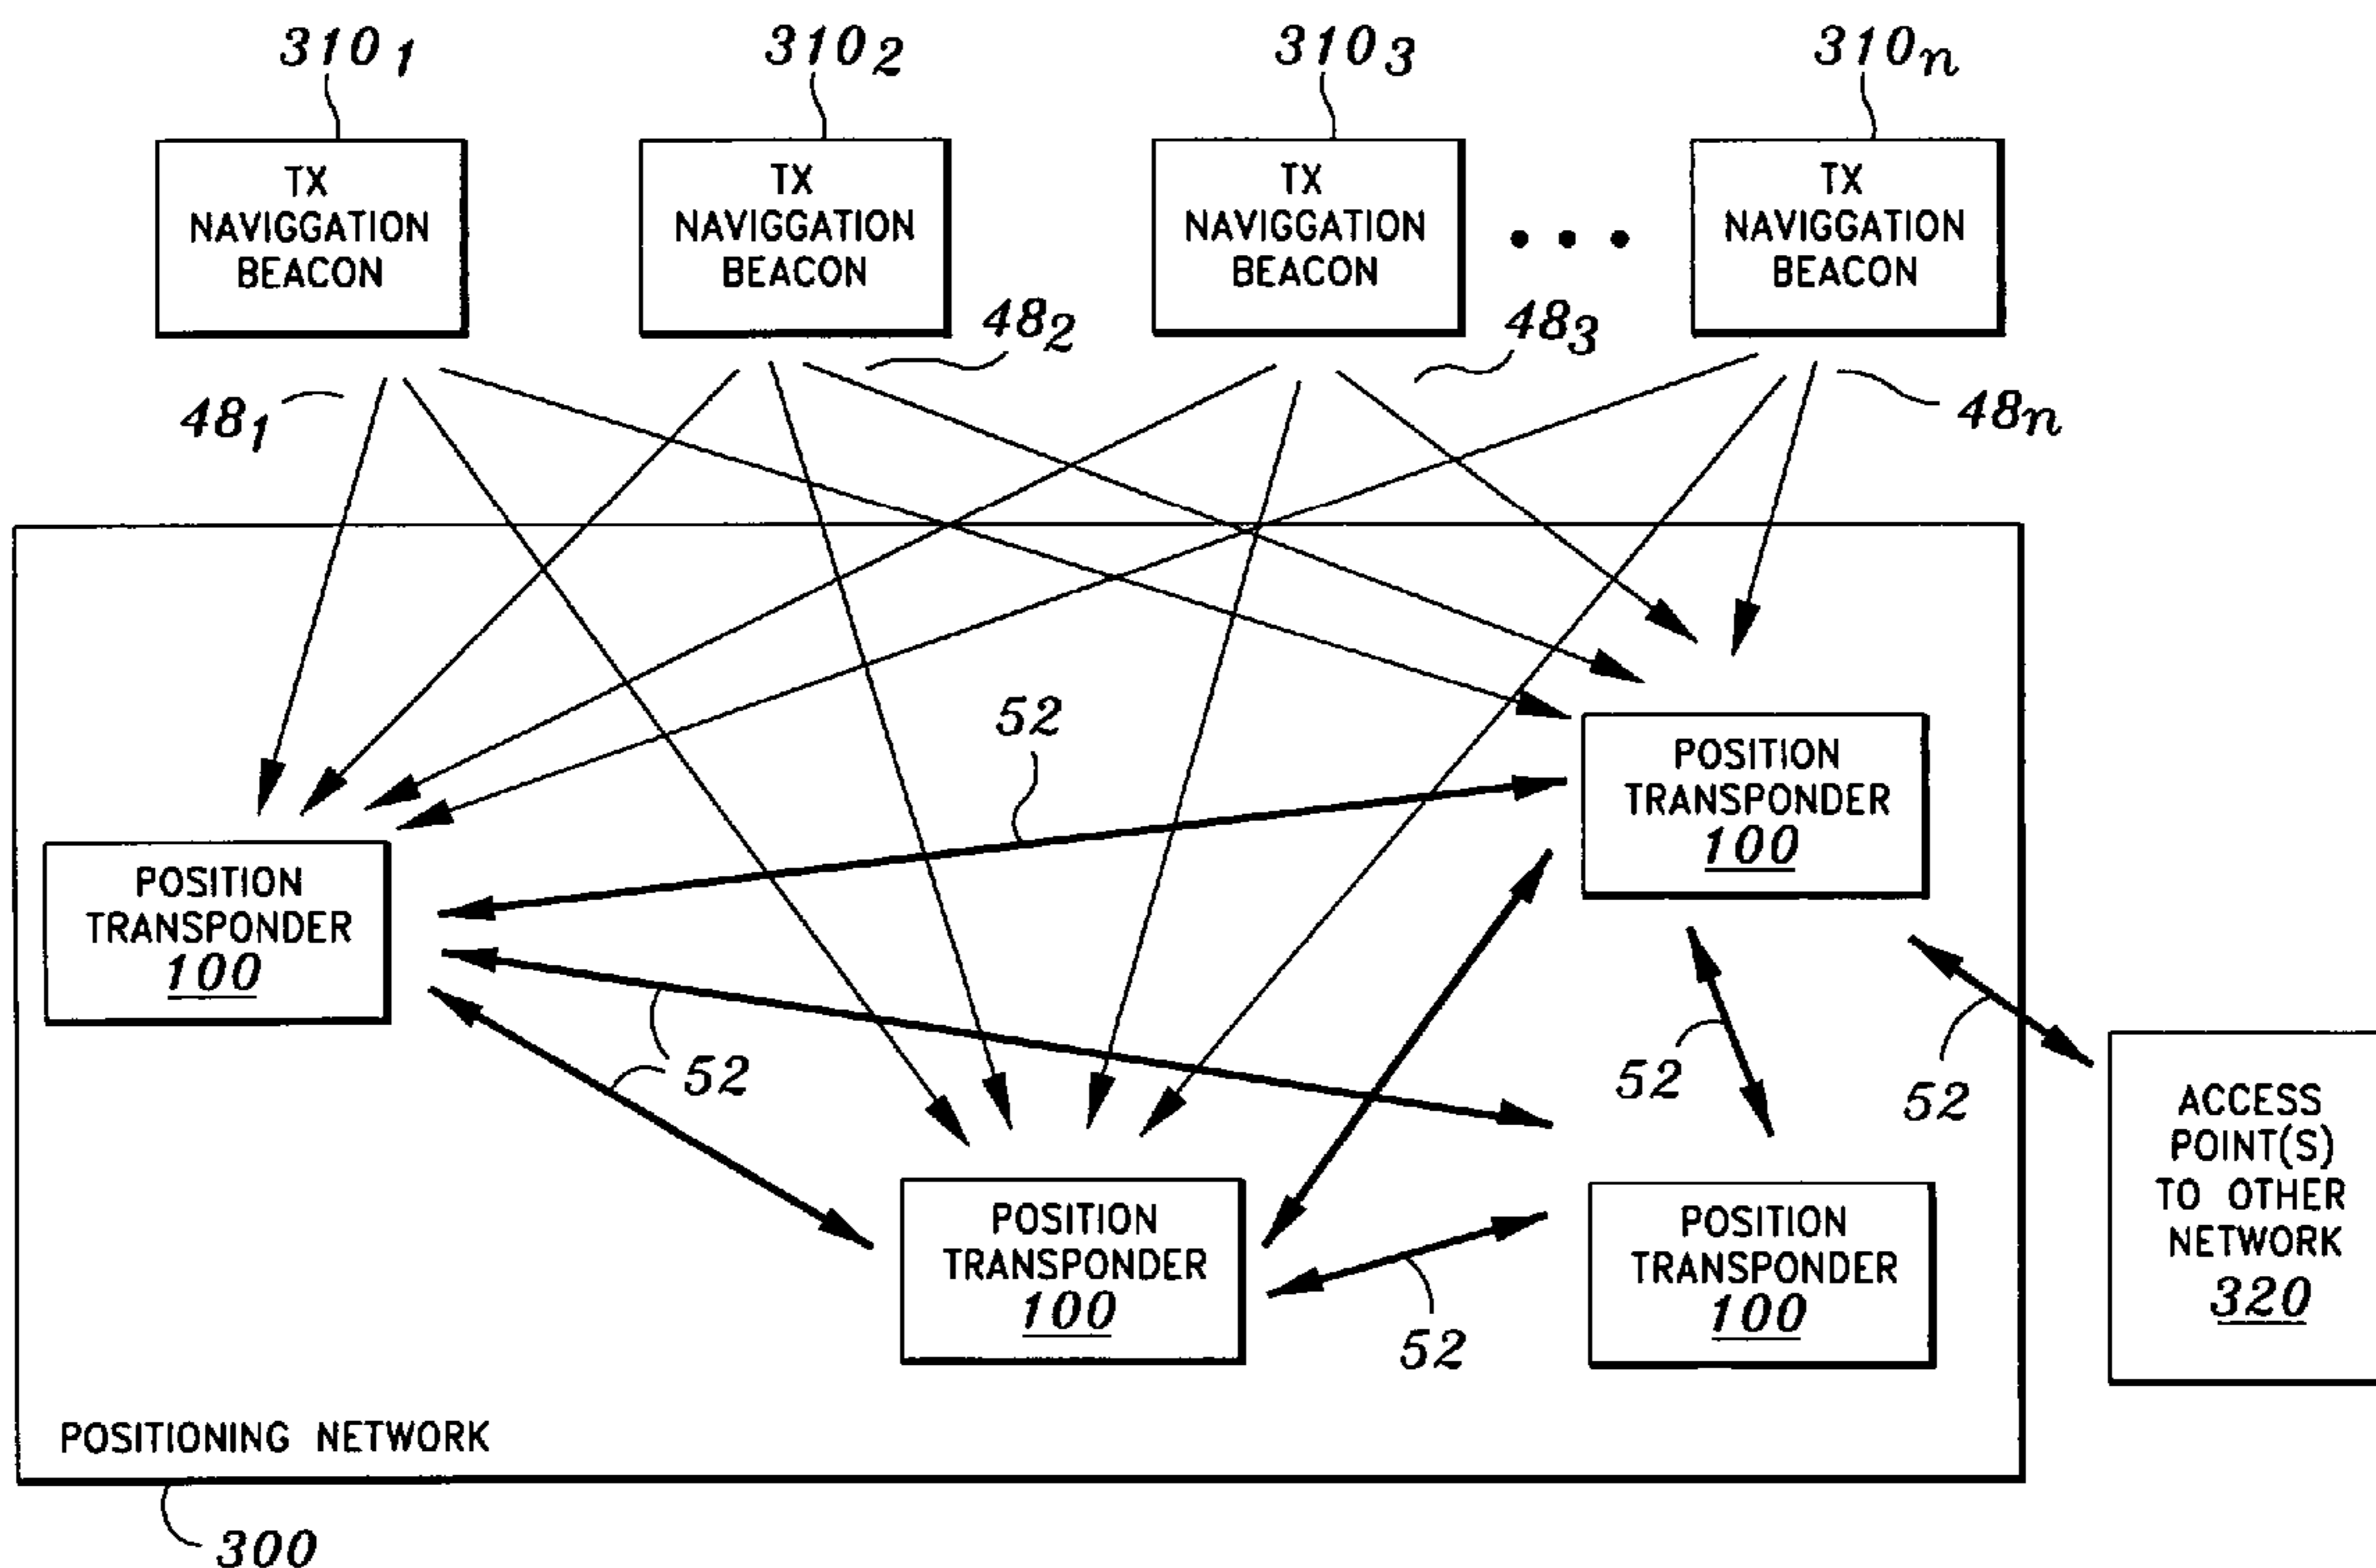 310₁
310₂
310₃
310ₙ
TX
NAVIGGATION
BEACON
TX
NAVIGGATION
BEACON
TX
NAVIGGATION
BEACON
• • •
TX
NAVIGGATION
BEACON
48₁
48₂
48₃
48ₙ
52
POSITION
TRANSPONDER
100
POSITION
TRANSPONDER
100
52
52
52
ACCESS
POINT(S)
TO OTHER
NETWORK
320
POSITION
TRANSPONDER
100
52
POSITION
TRANSPONDER
100
POSITIONING NETWORK
300